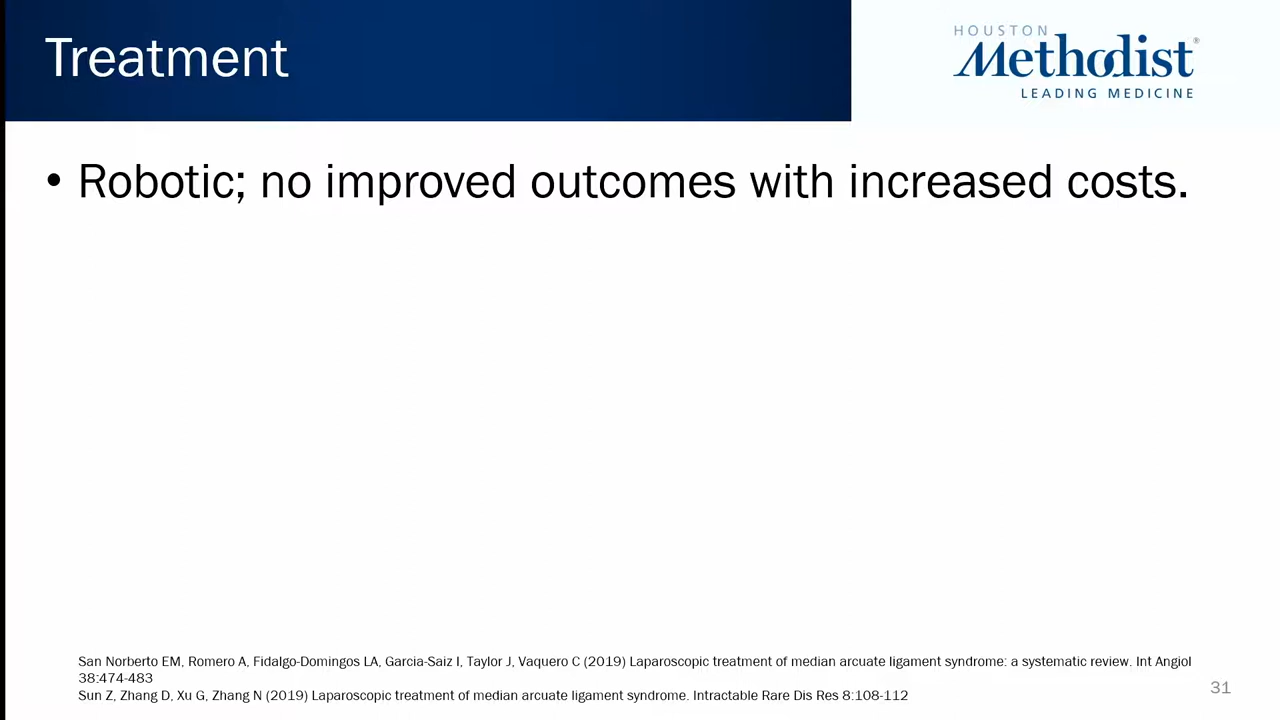 Treatment
HOUSTON
Methodist®
LEADING MEDICINE
• Robotic; no improved outcomes with increased costs.
San Norberto EM, Romero A, Fidalgo-Domingos LA, Garcia-Saiz I, Taylor J, Vaquero C (2019) Laparoscopic treatment of median arcuate ligament syndrome: a systematic review. Int Angiol
38:474-483
Sun Z, Zhang D, Xu G, Zhang N (2019) Laparoscopic treatment of median arcuate ligament syndrome. Intractable Rare Dis Res 8:108-112
31